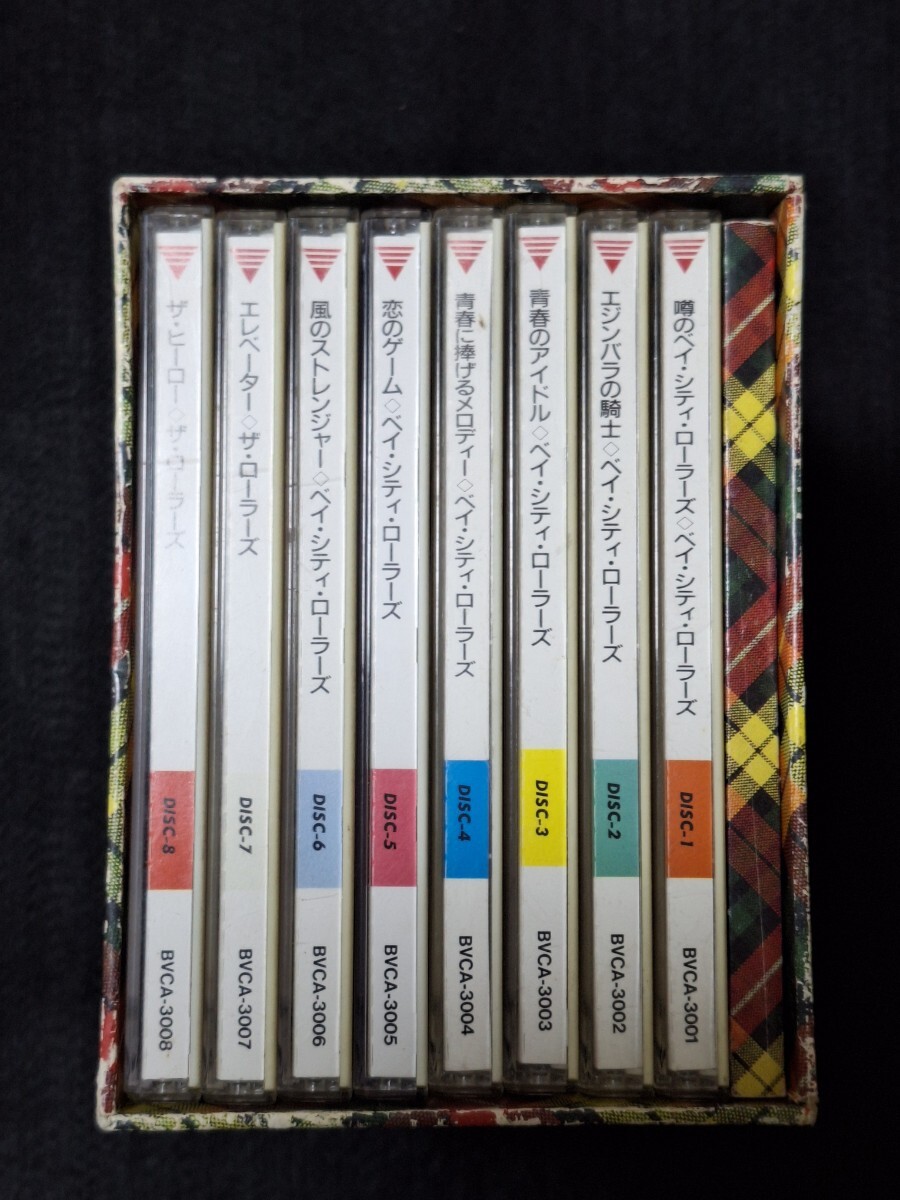 噂のベイ・シティ・ローラーズ◇ベイ・シティ・ローラーズ
DISC-1
BVCA-3001
エジンバラの騎士◇ベイ・シティ・ローラーズ
DISC-2
BVCA-3002
青春のアイドル◇ベイ・シティ・ローラーズ
DISC-3
BVCA-3003
青春に捧げるメロディー◇ベイ・シティ・ローラーズ
DISC-4
BVCA-3004
恋のゲーム◇ベイ・シティ・ローラーズ
DISC-5
BVCA-3005
風のストレンジャー◇ベイ・シティ・ローラーズ
DISC-6
BVCA-3006
エレベーター◇ザ・ローラーズ
DISC-7
BVCA-3007
ザ・ヒーロー◇ザ・ローラーズ
DISC-8
BVCA-3008